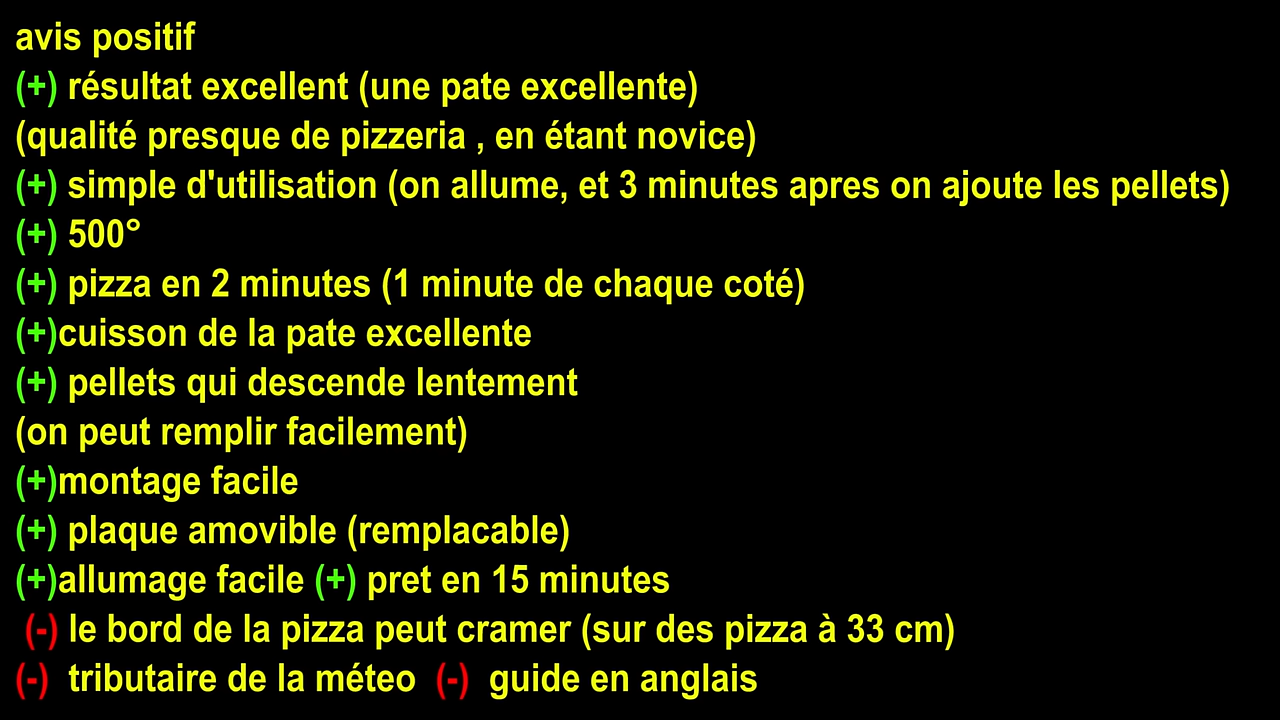 avis positif
(+) résultat excellent (une pate excellente)
(qualité presque de pizzeria , en étant novice)
(+) simple d'utilisation (on allume, et 3 minutes apres on ajoute les pellets)
(+) 500°
(+) pizza en 2 minutes (1 minute de chaque coté)
(+)cuisson de la pate excellente
(+) pellets qui descende lentement
(on peut remplir facilement)
(+)montage facile
(+) plaque amovible (remplacable)
(+)allumage facile (+) pret en 15 minutes
(-) le bord de la pizza peut cramer (sur des pizza à 33 cm)
(-) tributaire de la méteo (-) guide en anglais